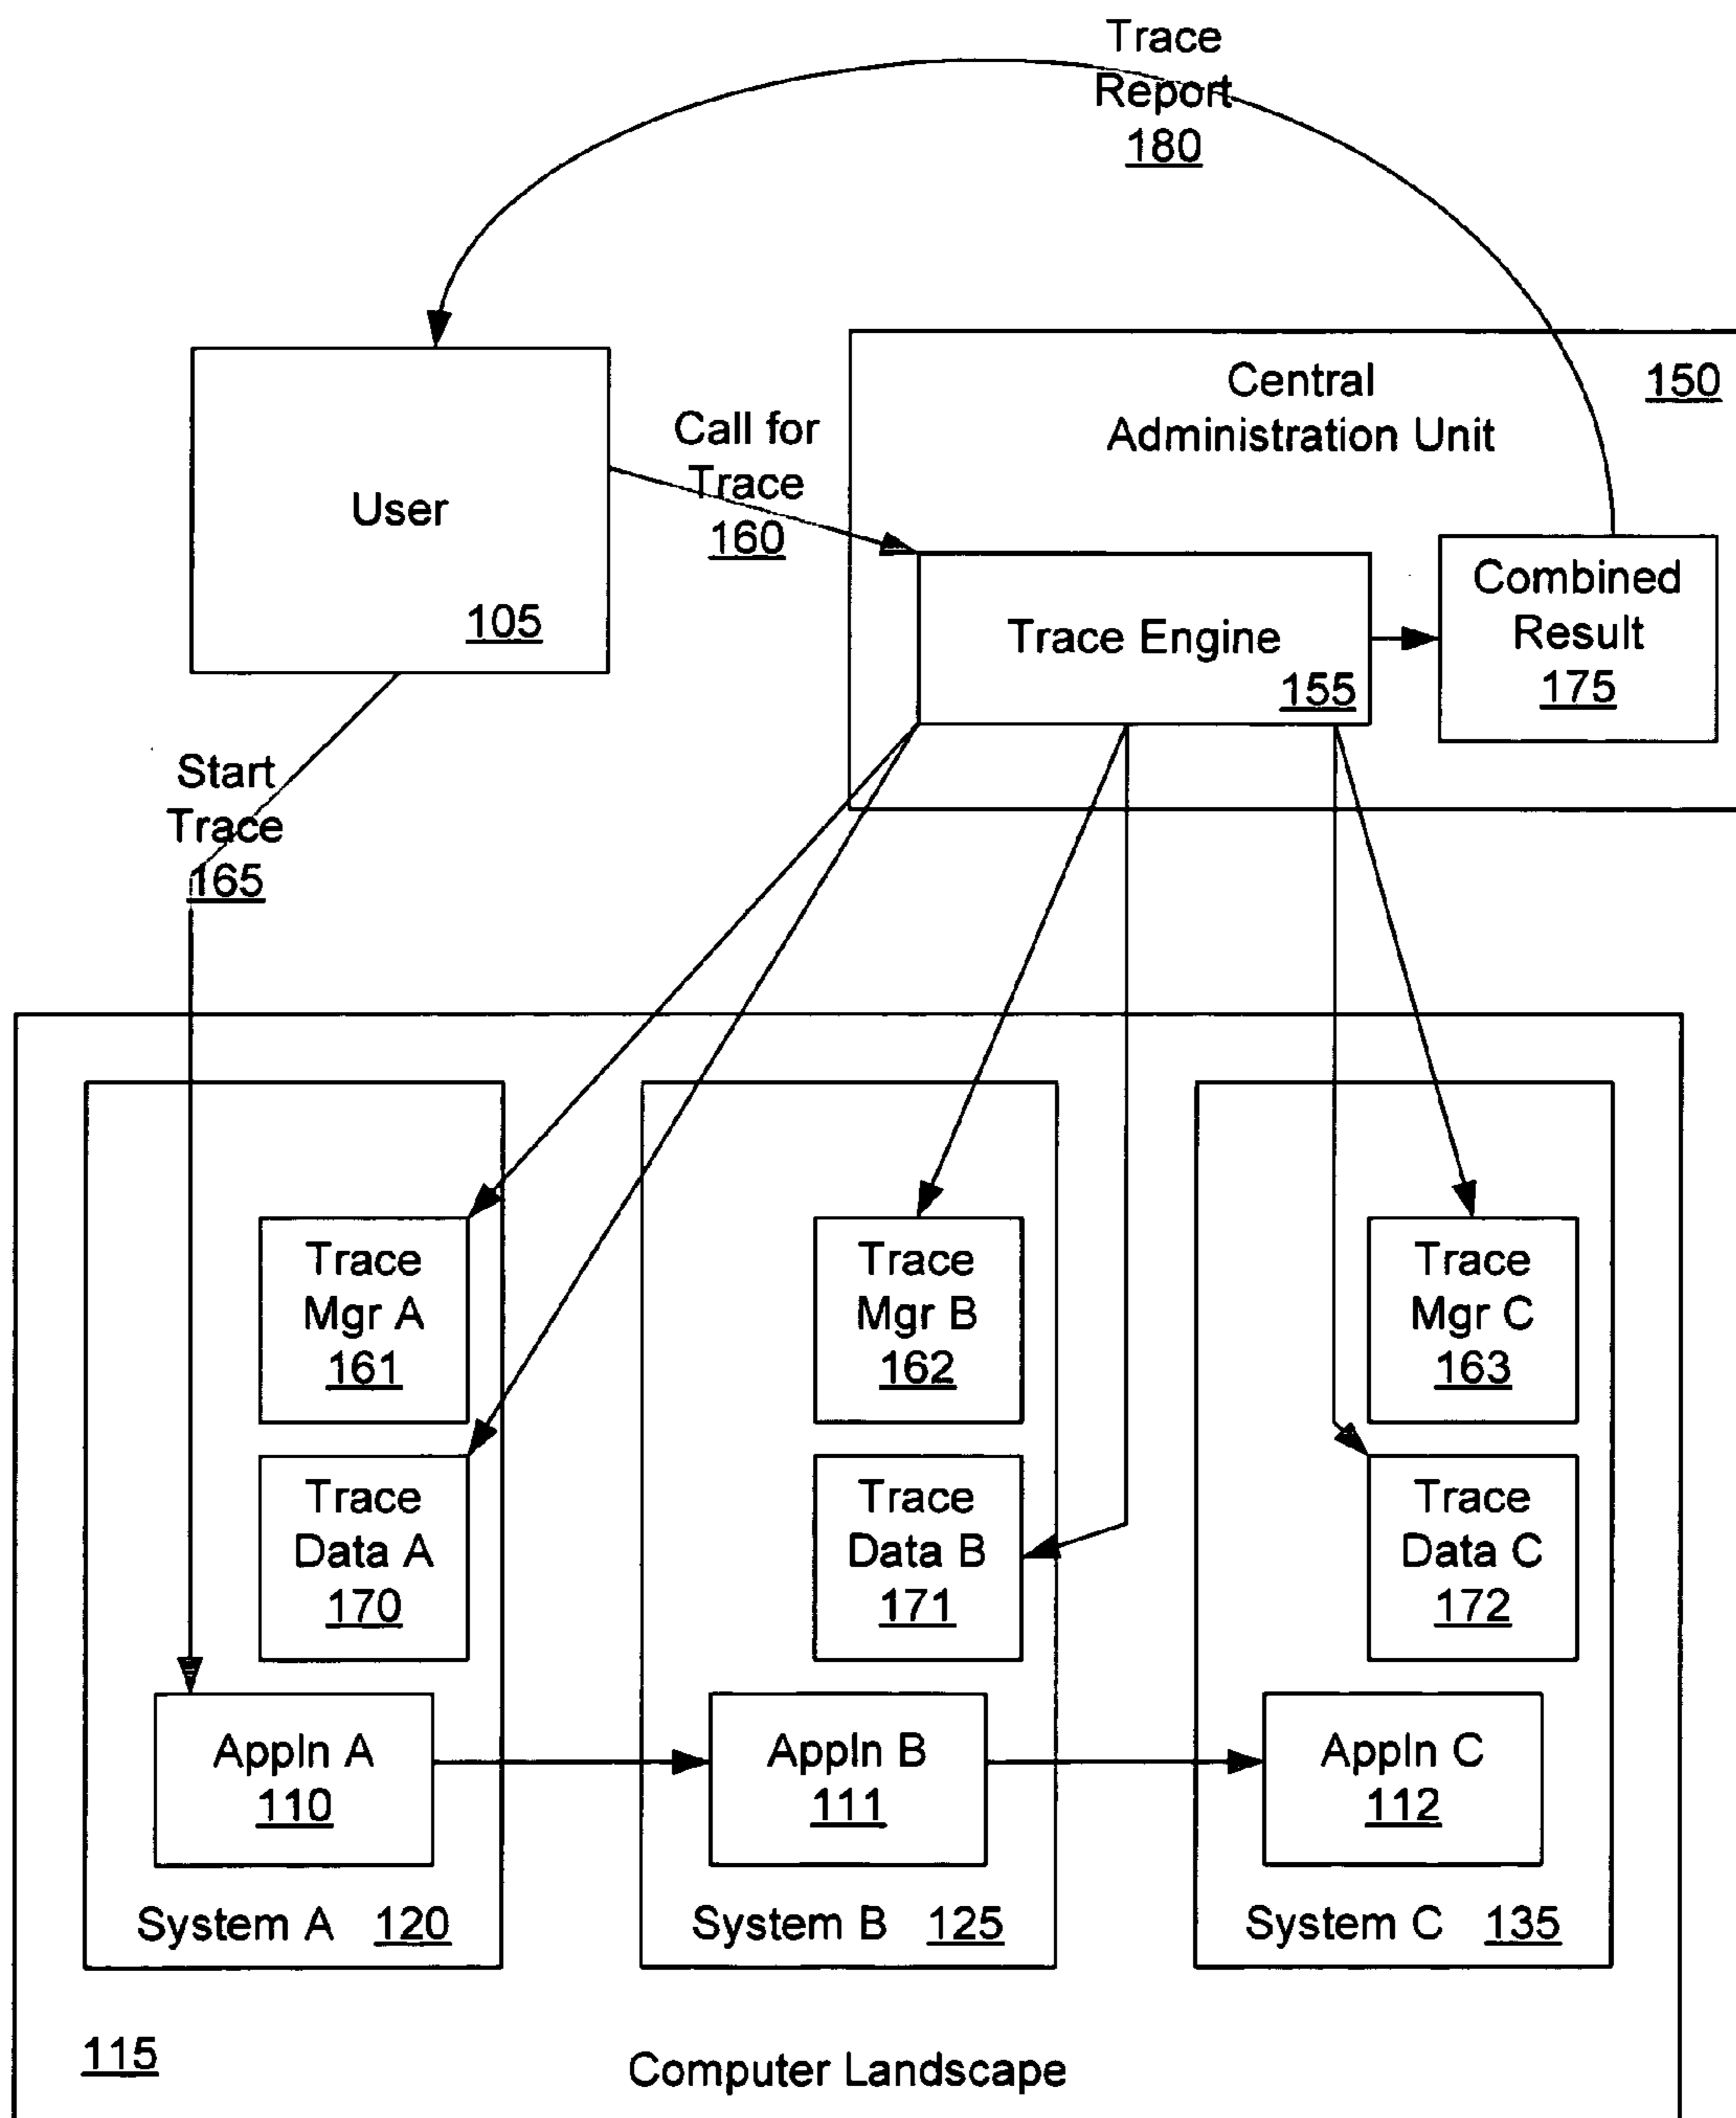 Trace
Report
180
Central
Administration Unit
150
Call for
Trace
160
User
105
Trace Engine
155
Combined
Result
175
Start
Trace
165
Trace
Mgr A
161
Trace
Mgr B
162
Trace
Mgr C
163
Trace
Data A
170
Trace
Data B
171
Trace
Data C
172
Appln A
110
Appln B
111
Appln C
112
System A 120
System B 125
System C 135
115
Computer Landscape